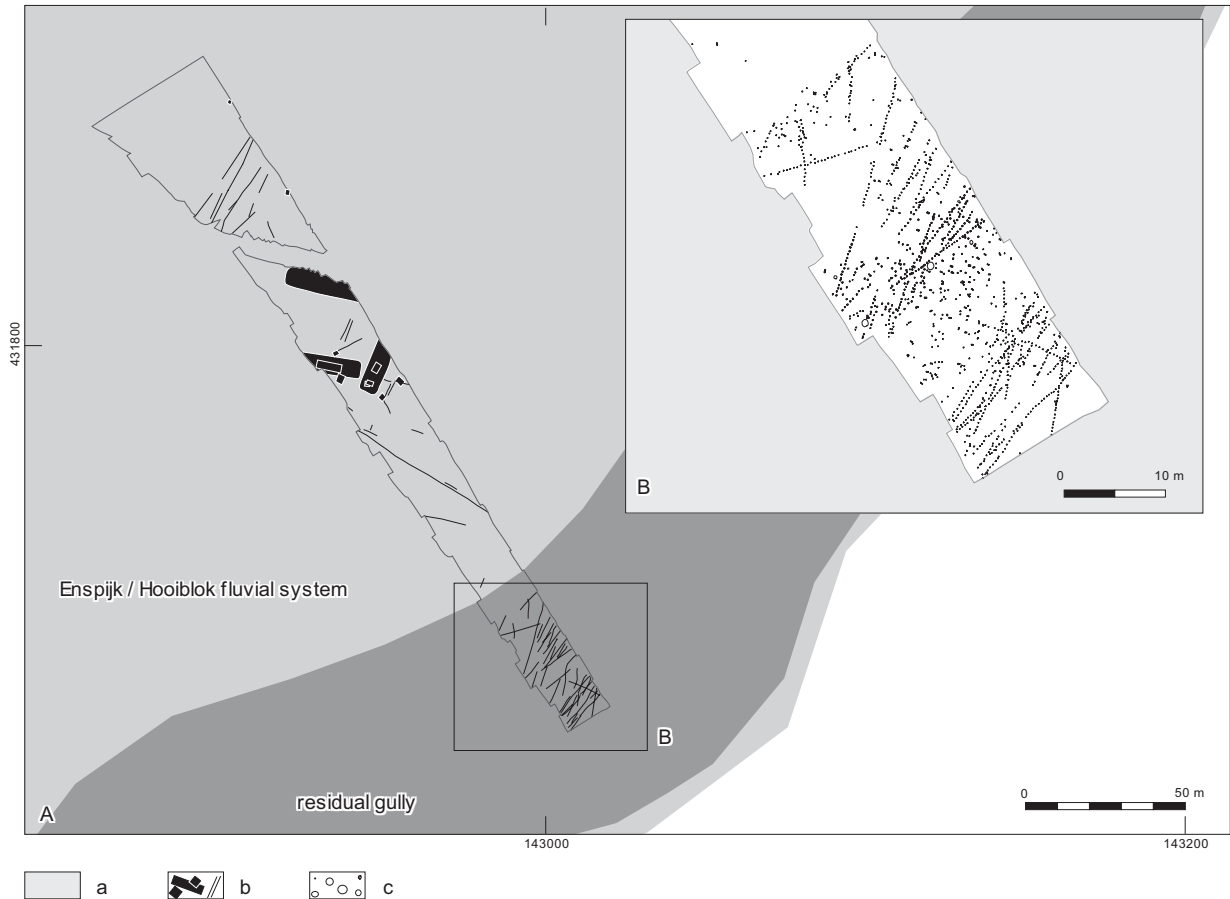 B
0
10 m
431800
Enspijk / Hooiblok fluvial system
B
residual gully
A
0
50 m
143000
143200
a
b
c